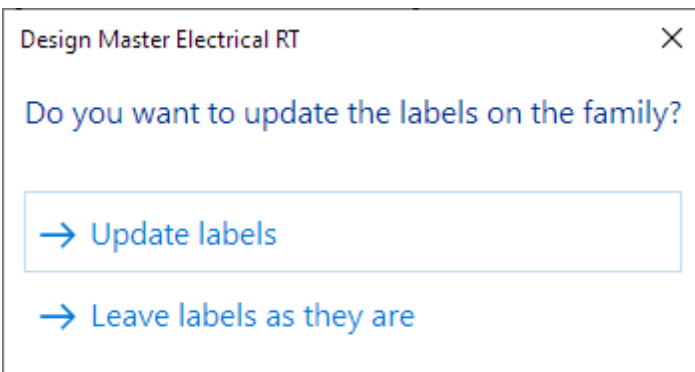 Design Master Electrical RT
Do you want to update the labels on the family?
Update labels
Leave labels as they are